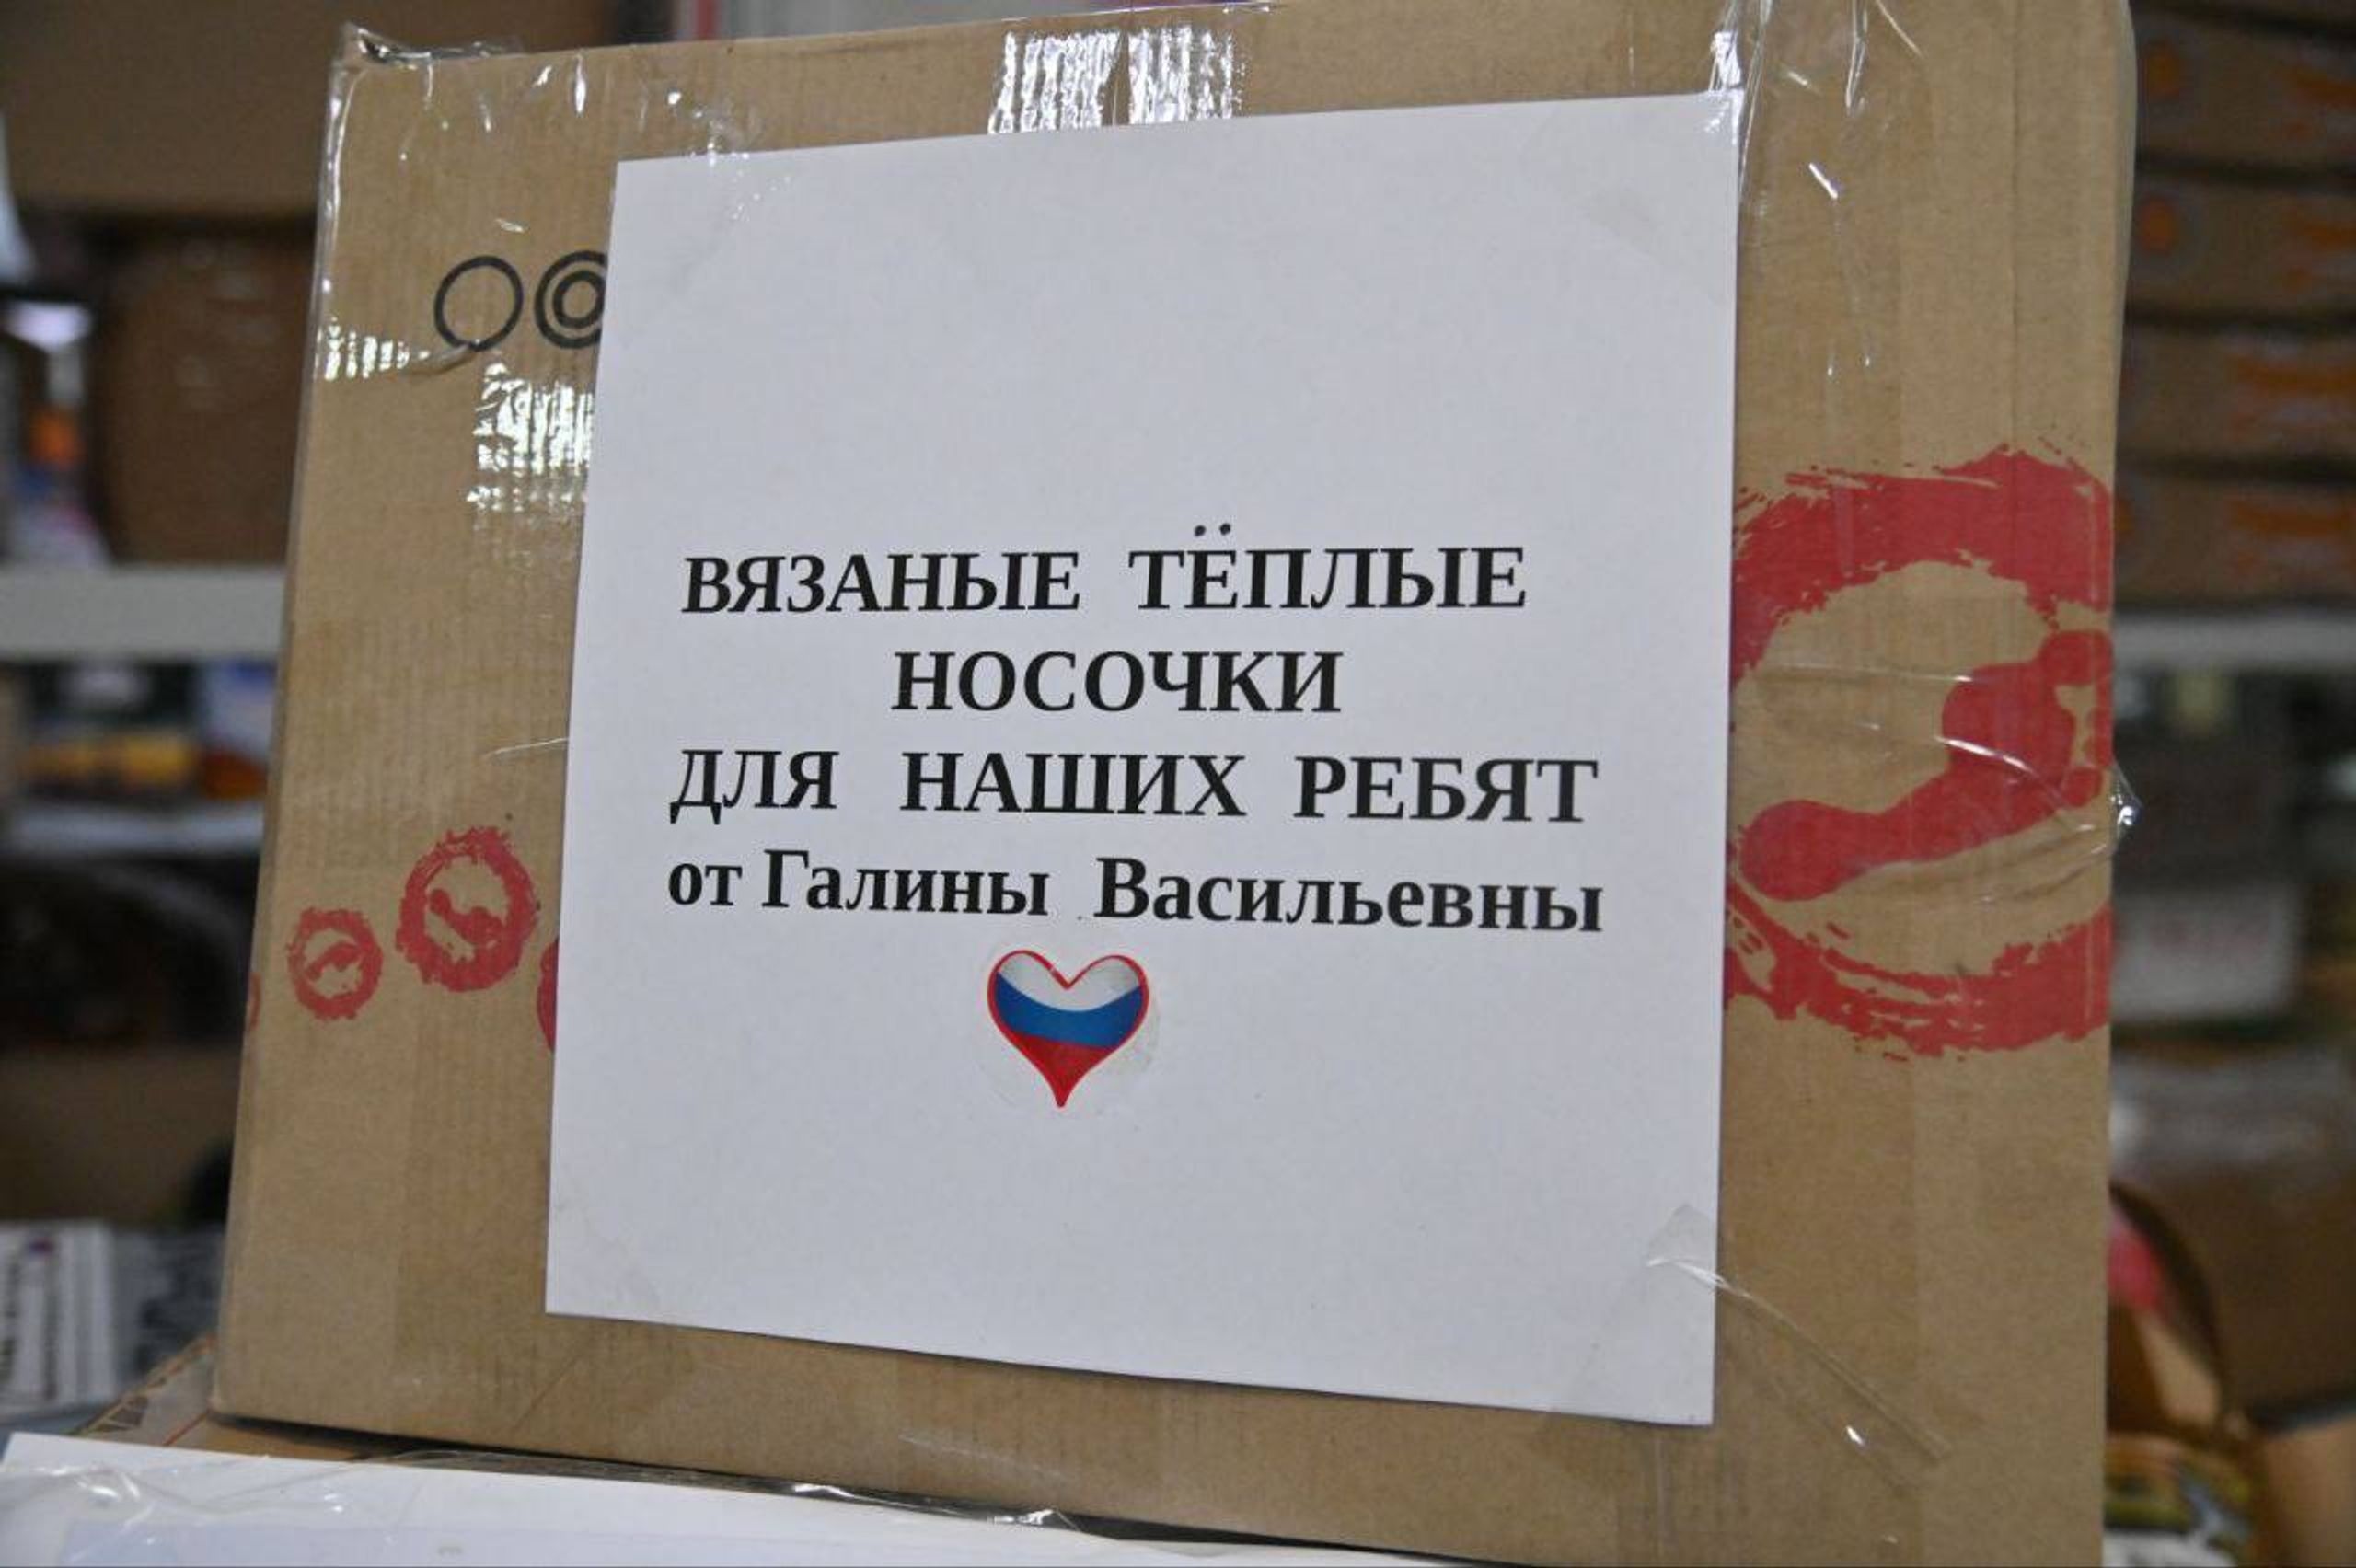 ВЯЗАНЫЕ ТЁПЛЫЕ
НОСОЧКИ
ДЛЯ НАШИХ РЕБЯТ
от Галины Васильевны